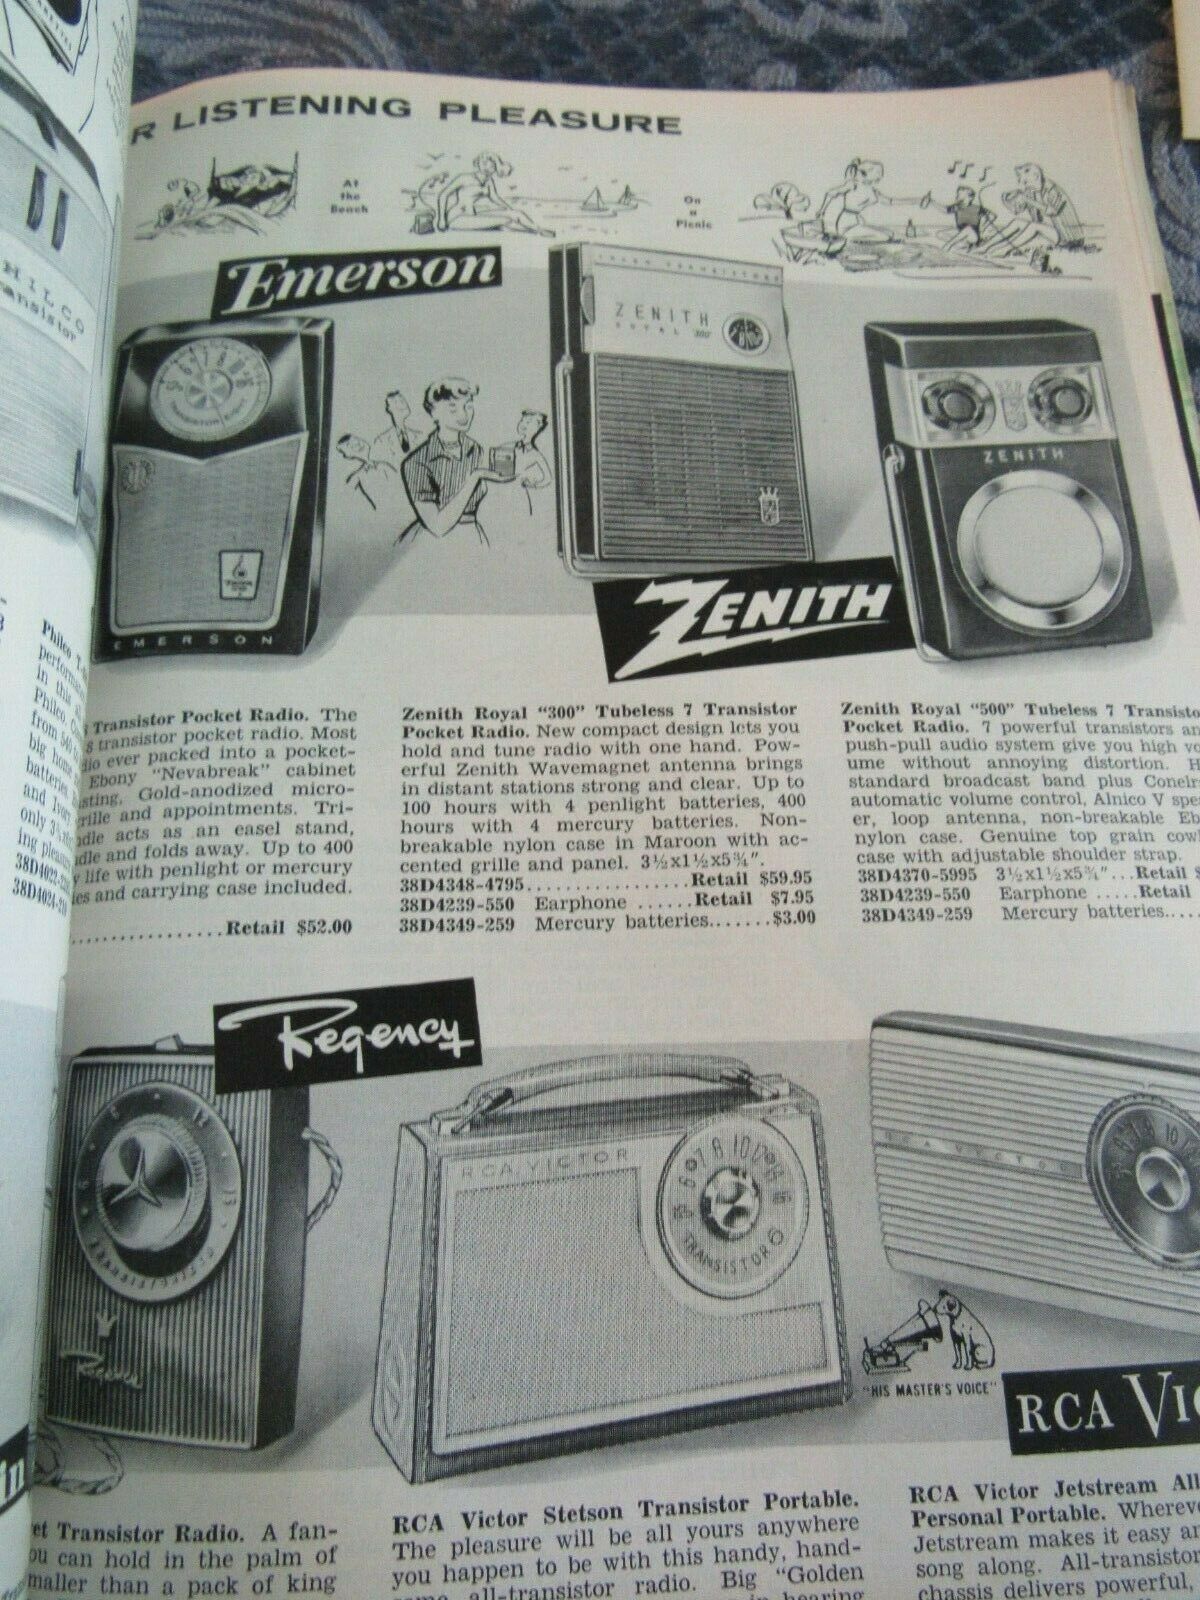 R LISTENING PLEASURE
At
the
Beach
On
a
Picnic
Emerson
EMERSON
ZENITH
ROYAL "300"
ZENITH
ZENITH
PHILCO
Transistor Pocket Radio. The
transistor pocket radio. Most
ever packed into a pocket-
Ebony "Nevabreak" cabinet
Gold-anodized micro-
and appointments. Tri-
acts as an easel stand,
and folds away. Up to 400
life with penlight or mercury
and carrying case included.
Retail $52.00
Zenith Royal "300" Tubeless 7 Transistor
Pocket Radio. New compact design lets you
hold and tune radio with one hand. Pow-
erful Zenith Wavemagnet antenna brings
in distant stations strong and clear. Up to
100 hours with 4 penlight batteries, 400
hours with 4 mercury batteries. Non-
breakable nylon case in Maroon with ac-
cented grille and panel. 3½x1½x5¾".
38D4348-4795................Retail $59.95
38D4239-550 Earphone ......Retail $7.95
38D4349-259 Mercury batteries.......$3.00
Zenith Royal "500" Tubeless 7 Transisto
Pocket Radio. 7 powerful transistors an
push-pull audio system give you high vo
ume without annoying distortion. H
standard broadcast band plus Conelr
automatic volume control, Alnico V spe
er, loop antenna, non-breakable Eb
nylon case. Genuine top grain cow
case with adjustable shoulder strap.
38D4370-5995 3½x1½x5¾"...Retail $
38D4239-550 Earphone .....Retail
38D4349-259 Mercury batteries....
Regency
Regency
RCA VICTOR
TRANSISTOR 6
RCA VICTOR
"HIS MASTER'S VOICE"
RCA VIC
Transistor Radio. A fan-
can hold in the palm of
than a pack of king
RCA Victor Stetson Transistor Portable.
The pleasure will be all yours anywhere
you happen to be with this handy, hand-
all-transistor radio. Big "Golden
hearing
RCA Victor Jetstream All
Personal Portable. Wherev
Jetstream makes it easy an
song along. All-transistor
chassis delivers powerful,